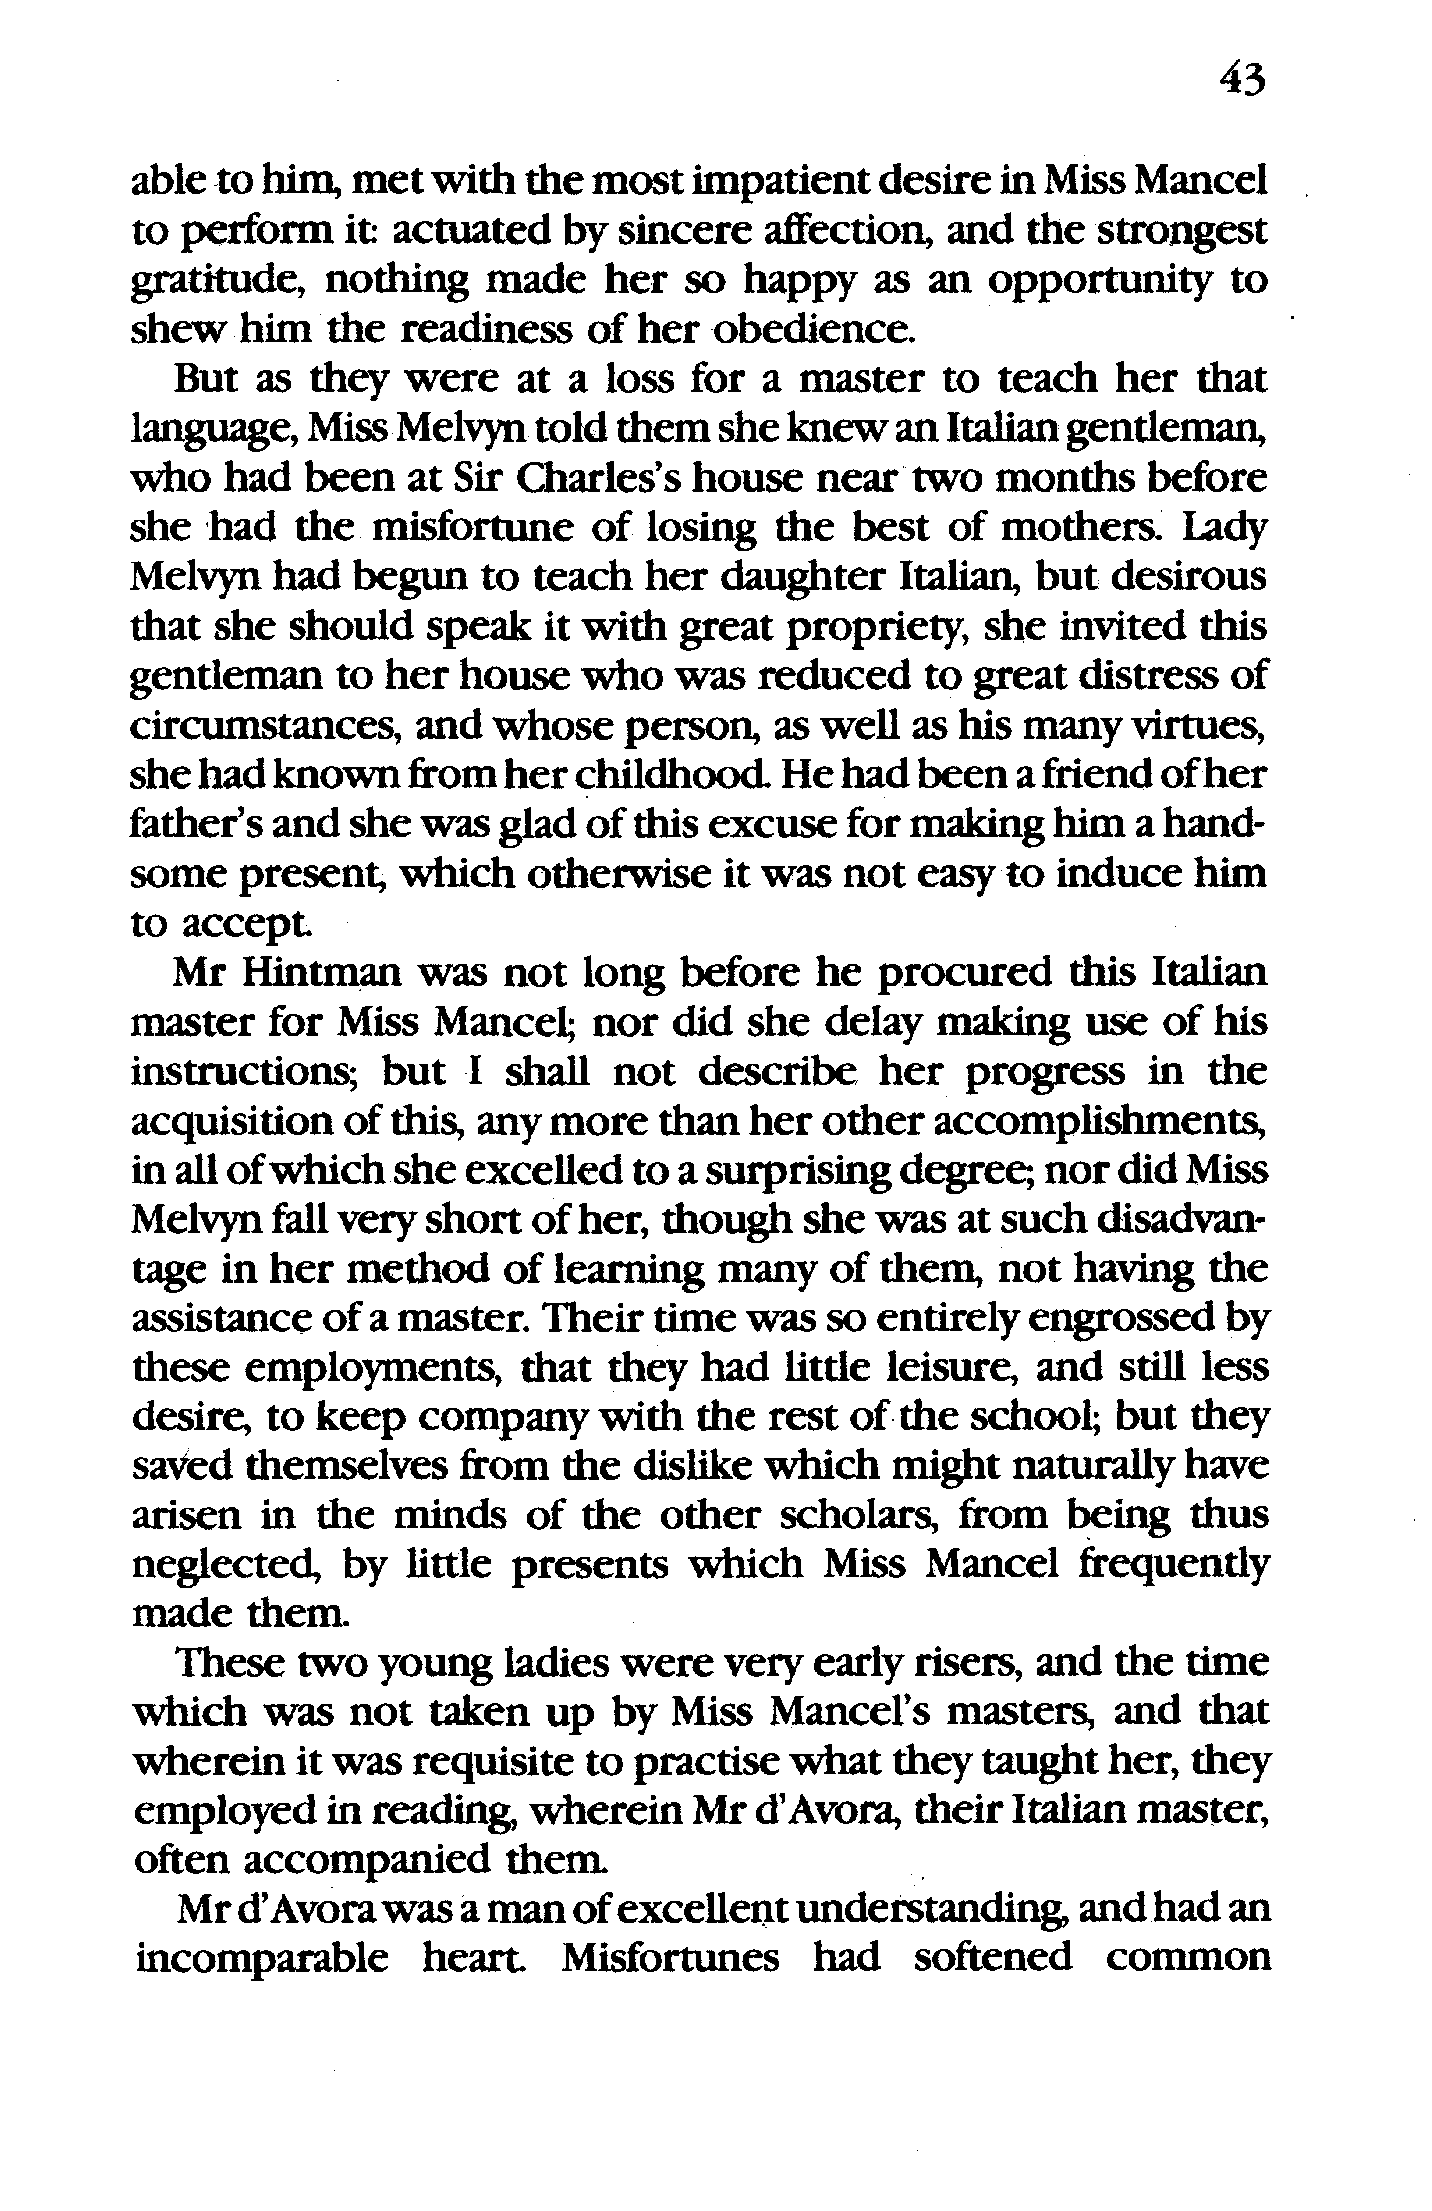 43
able to him, met with the most impatient desire in Miss Mancel
to perform it: actuated by sincere affection, and the strongest
gratitude, nothing made her so happy as an opportunity to
shew him the readiness of her obedience.
But as they were at a loss for a master to teach her that
language, Miss Melvyn told them she knew an Italian gentleman,
who had been at Sir Charles's house near two months before
she had the misfortune of losing the best of mothers. Lady
Melvyn had begun to teach her daughter Italian, but desirous
that she should speak it with great propriety, she invited this
gentleman to her house who was reduced to great distress of
circumstances, and whose person, as well as his many virtues,
she had known from her childhood. He had been a friend of her
father's and she was glad of this excuse for making him a hand-
some present, which otherwise it was not easy to induce him
to accept.
Mr Hintman was not long before he procured this Italian
master for Miss Mancel; nor did she delay making use of his
instructions; but I shall not describe her progress in the
acquisition of this, any more than her other accomplishments,
in all of which she excelled to a surprising degree; nor did Miss
Melvyn fall very short of her, though she was at such disadvan-
tage in her method of learning many of them, not having the
assistance of a master. Their time was so entirely engrossed by
these employments, that they had little leisure, and still less
desire, to keep company with the rest of the school; but they
saved themselves from the dislike which might naturally have
arisen in the minds of the other scholars, from being thus
neglected, by little presents which Miss Mancel frequently
made them.
These two young ladies were very early risers, and the time
which was not taken up by Miss Mancel's masters, and that
wherein it was requisite to practise what they taught her, they
employed in reading, wherein Mr d'Avora, their Italian master,
often accompanied them.
Mr d'Avora was a man of excellent understanding, and had an
incomparable heart. Misfortunes had softened common